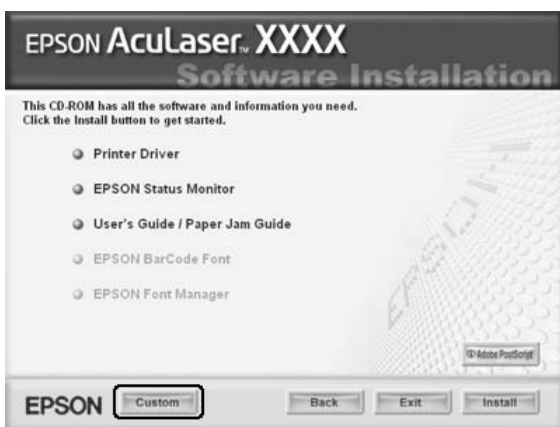 EPSON AcuLaser™ XXXX
Software Installation
This CD-ROM has all the software and information you need.
Click the Install button to get started.
Printer Driver
EPSON Status Monitor
User's Guide / Paper Jam Guide
EPSON BarCode Font
EPSON Font Manager
EPSON
Adobe PostScript
EPSON Custom Back Exit Install